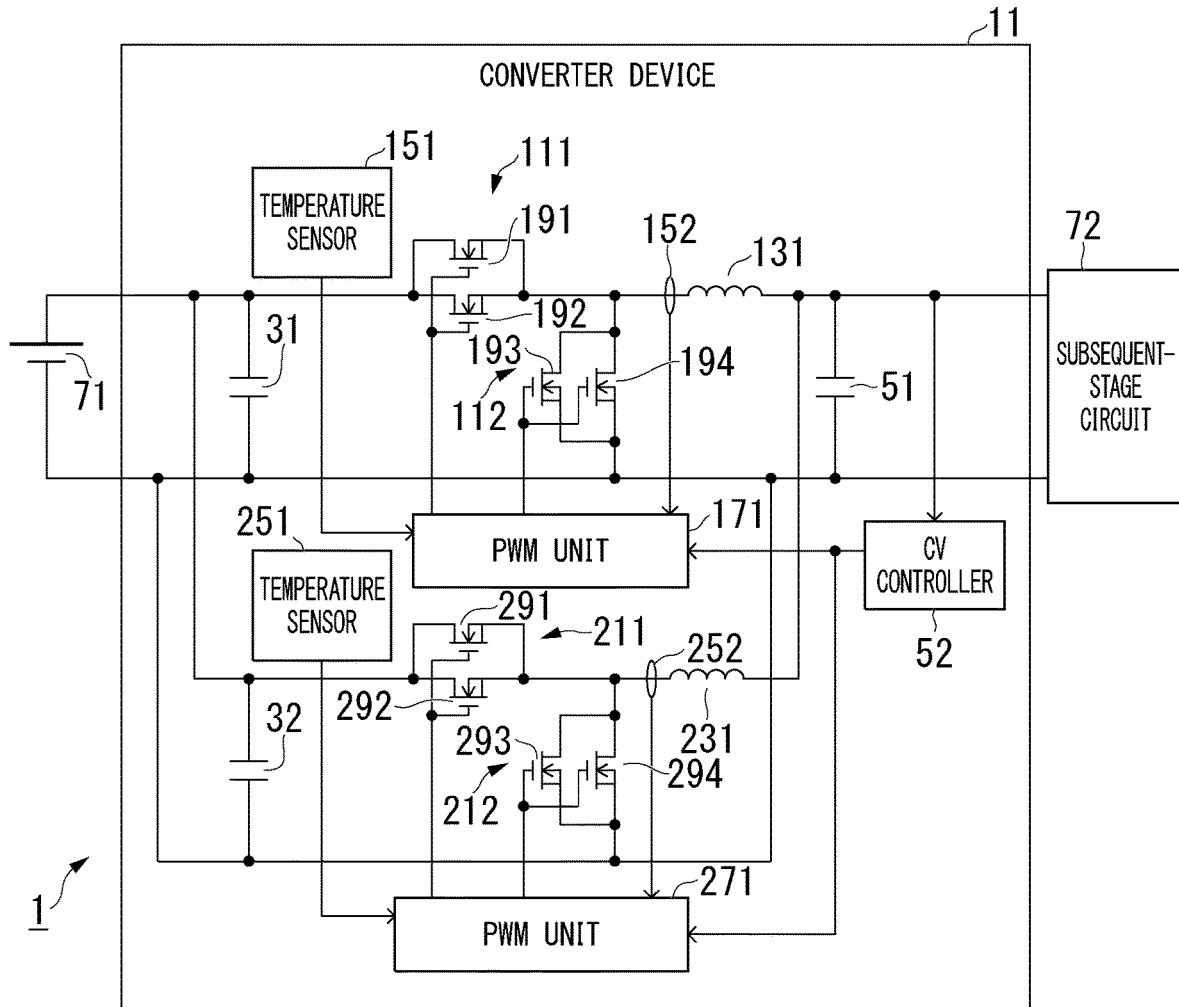 11
CONVERTER DEVICE
151
TEMPERATURE
SENSOR
111
191
152
131
72
192
31
71
193
194
112
51
SUBSEQUENT-
STAGE
CIRCUIT
251
TEMPERATURE
SENSOR
171
PWM UNIT
CV
CONTROLLER
52
291
211
252
292
32
231
293
294
212
271
PWM UNIT
1